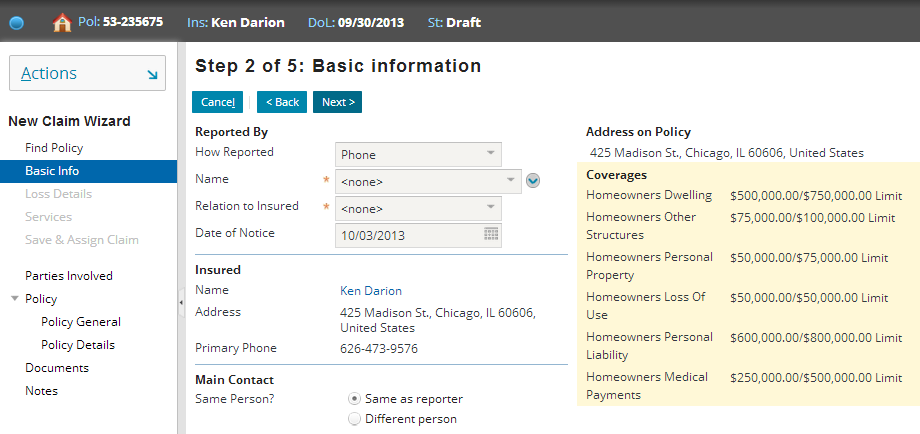 Pol: 53-235675 Ins: Ken Darion DoL: 09/30/2013 St: Draft
Actions
New Claim Wizard
Find Policy
Basic Info
Loss Details
Services
Save & Assign Claim
Parties Involved
Policy
Policy General
Policy Details
Documents
Notes
Step 2 of 5: Basic information
Cancel < Back Next >
Reported By
How Reported Phone
Name * <none>
Relation to Insured * <none>
Date of Notice 10/03/2013
Insured
Name Ken Darion
Address 425 Madison St., Chicago, IL 60606,
United States
Primary Phone 626-473-9576
Main Contact
Same Person? Same as reporter
Different person
Address on Policy
425 Madison St., Chicago, IL 60606, United States
Coverages
Homeowners Dwelling $500,000.00/$750,000.00 Limit
Homeowners Other $75,000.00/$100,000.00 Limit
Structures
Homeowners Personal $50,000.00/$75,000.00 Limit
Property
Homeowners Loss Of $50,000.00/$50,000.00 Limit
Use
Homeowners Personal $600,000.00/$800,000.00 Limit
Liability
Homeowners Medical $250,000.00/$500,000.00 Limit
Payments